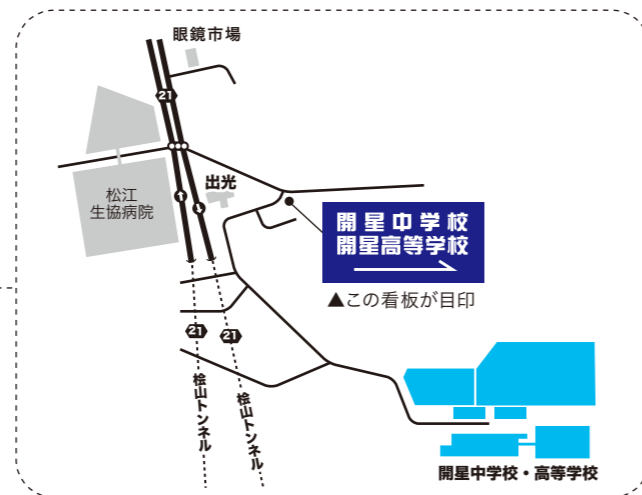 眼鏡市場
21
松江
生協病院
出光
開星中学校
開星高等学校
▲この看板が目印
21
21
桧山トンネル
桧山トンネル
開星中学校・高等学校